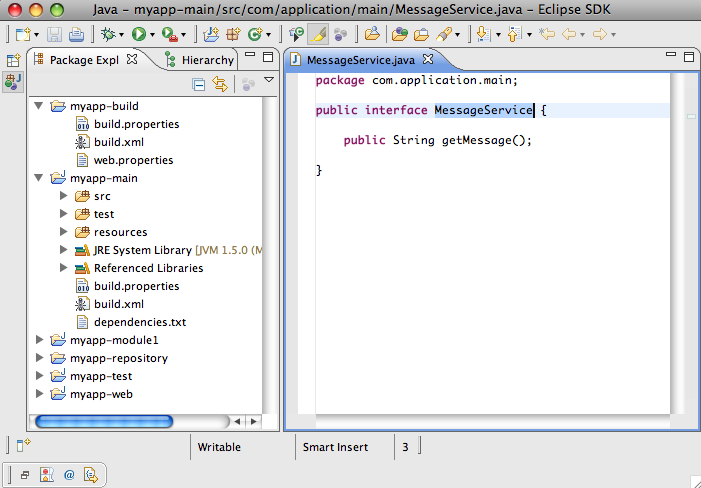 Java – myapp-main/src/com/application/main/MessageService.java – Eclipse SDK
Package Expl
Hierarchy
myapp-build
build.properties
build.xml
web.properties
myapp-main
src
test
resources
JRE System Library [JVM 1.5.0 (M
Referenced Libraries
build.properties
build.xml
dependencies.txt
myapp-module1
myapp-repository
myapp-test
myapp-web
MessageService.java
package com.application.main;
public interface MessageService {
public String getMessage();
}
Writable
Smart Insert
3